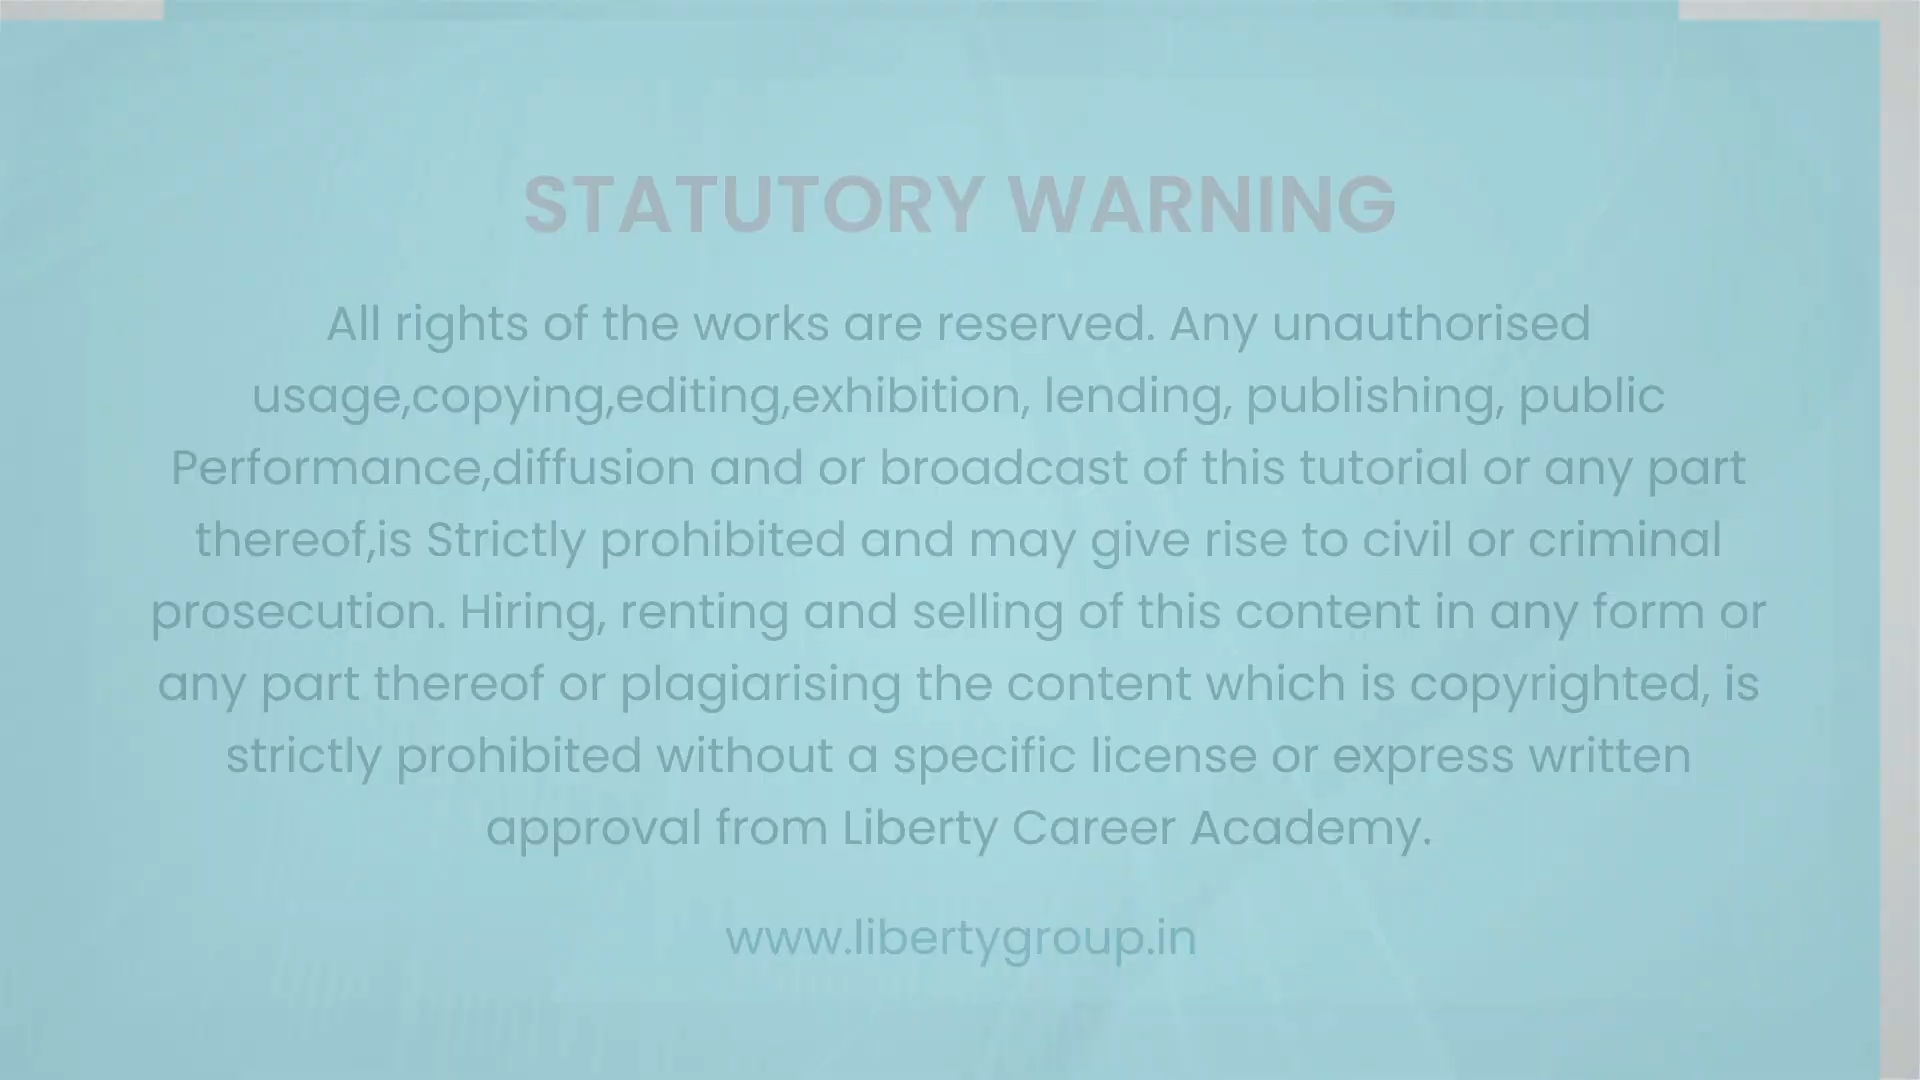 STATUTORY WARNING
All rights of the works are reserved. Any unauthorised
usage,copying,editing,exhibition, lending, publishing, public
Performance,diffusion and or broadcast of this tutorial or any part
thereof,is Strictly prohibited and may give rise to civil or criminal
prosecution. Hiring, renting and selling of this content in any form or
any part thereof or plagiarising the content which is copyrighted, is
strictly prohibited without a specific license or express written
approval from Liberty Career Academy.
www.libertygroup.in